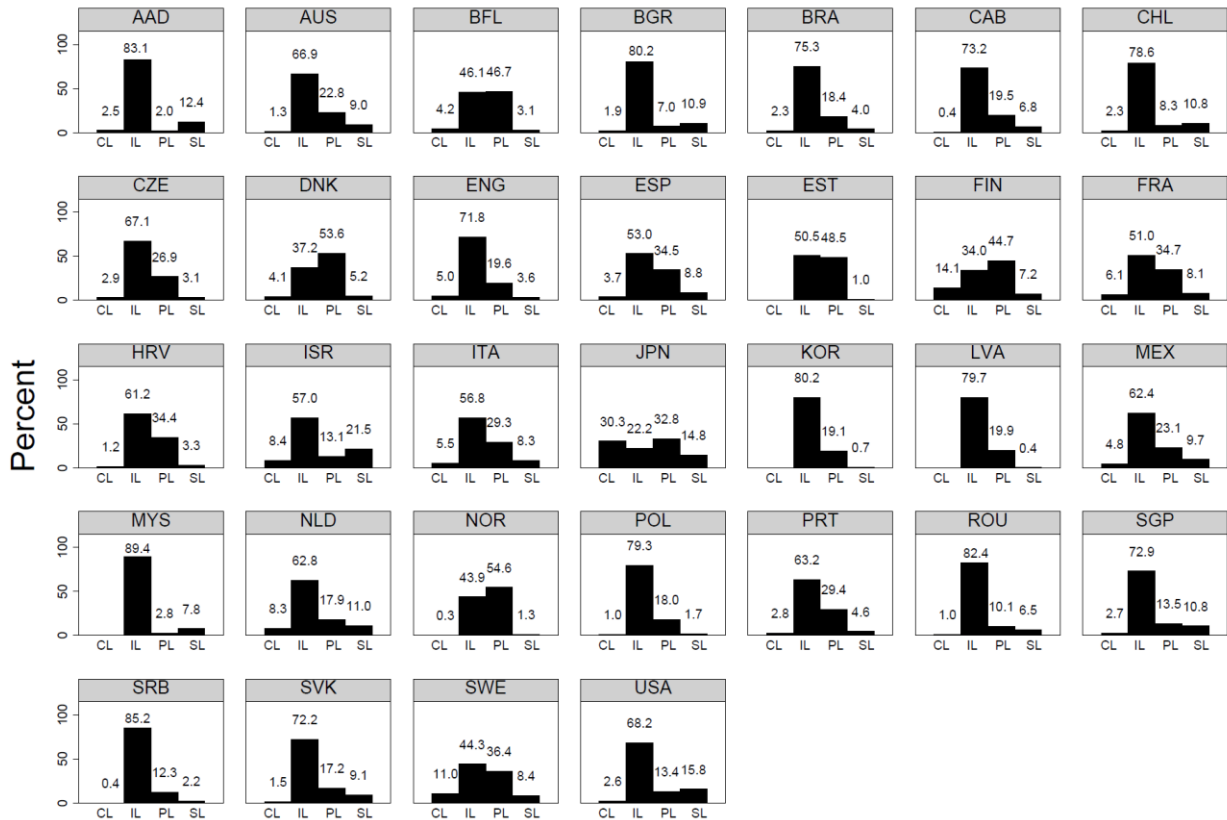 AAD AUS BFL BGR BRA CAB CHL
100 50 0
2.5 83.1 2.0 12.4 1.3 66.9 22.8 9.0 4.2 46.1 46.7 3.1 1.9 80.2 7.0 10.9 2.3 75.3 18.4 4.0 0.4 73.2 19.5 6.8 2.3 78.6 8.3 10.8
CL IL PL SL CL IL PL SL CL IL PL SL CL IL PL SL CL IL PL SL CL IL PL SL CL IL PL SL
CZE DNK ENG ESP EST FIN FRA
100 50 0
2.9 67.1 26.9 3.1 4.1 37.2 53.6 5.2 5.0 71.8 19.6 3.6 3.7 53.0 34.5 8.8 50.5 48.5 1.0 14.1 34.0 44.7 7.2 6.1 51.0 34.7 8.1
CL IL PL SL CL IL PL SL CL IL PL SL CL IL PL SL CL IL PL SL CL IL PL SL CL IL PL SL
Percent
HRV ISR ITA JPN KOR LVA MEX
100 50 0
1.2 61.2 34.4 3.3 8.4 57.0 13.1 21.5 5.5 56.8 29.3 8.3 30.3 22.2 32.8 14.8 80.2 19.1 0.7 79.7 19.9 0.4 4.8 62.4 23.1 9.7
CL IL PL SL CL IL PL SL CL IL PL SL CL IL PL SL CL IL PL SL CL IL PL SL CL IL PL SL
MYS NLD NOR POL PRT ROU SGP
100 50 0
89.4 2.8 7.8 8.3 62.8 17.9 11.0 0.3 43.9 54.6 1.3 1.0 79.3 18.0 1.7 2.8 63.2 29.4 4.6 1.0 82.4 10.1 6.5 2.7 72.9 13.5 10.8
CL IL PL SL CL IL PL SL CL IL PL SL CL IL PL SL CL IL PL SL CL IL PL SL CL IL PL SL
SRB SVK SWE USA
100 50 0
0.4 85.2 12.3 2.2 1.5 72.2 17.2 9.1 11.0 44.3 36.4 8.4 2.6 68.2 13.4 15.8
CL IL PL SL CL IL PL SL CL IL PL SL CL IL PL SL